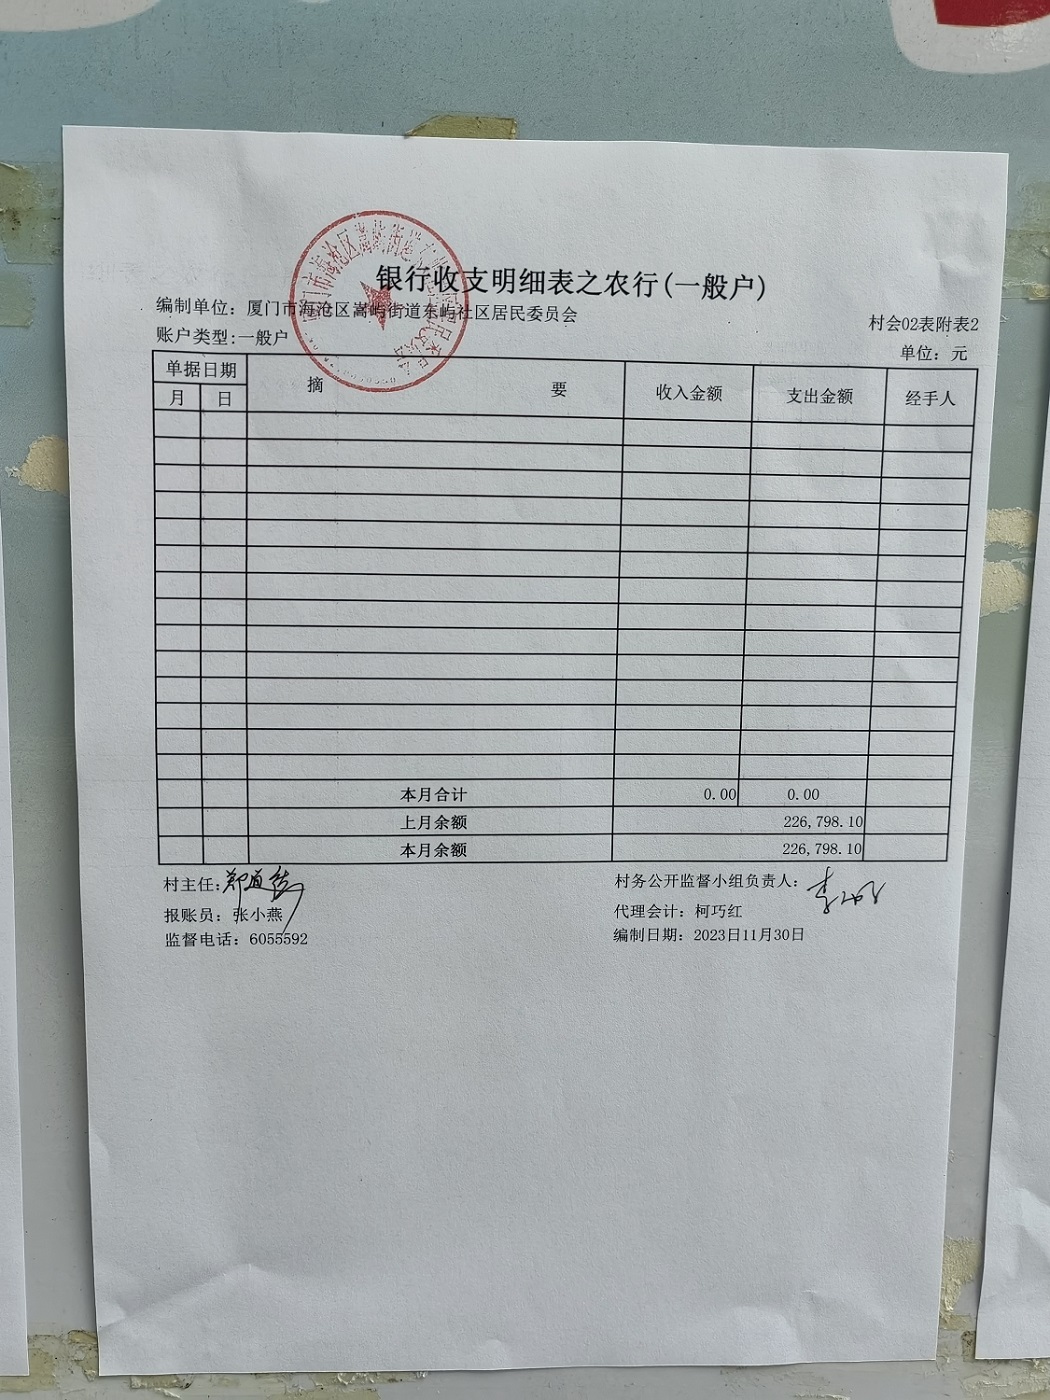 银行收支明细表之农行(一般户)
编制单位：厦门市海沧区嵩屿街道东屿社区居民委员会
村会02表附表2
账户类型:一般户
单位：元
单据日期 摘 要 收入金额 支出金额 经手人
月 日
本月合计 0.00 0.00
上月余额 226,798.10
本月余额 226,798.10
村主任：
村务公开监督小组负责人：
报账员：张小燕
代理会计：柯巧红
监督电话：6055592
编制日期：2023日11月30日